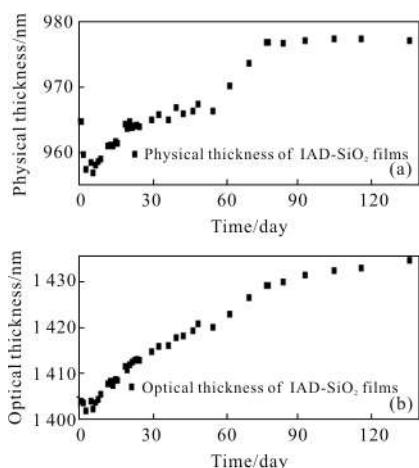 980
970
960
Physical thickness/nm
Physical thickness of IAD-SiO₂ films
(a)
0 30 60 90 120
Time/day
1 430
1 420
1 410
1 400
Optical thickness/nm
Optical thickness of IAD-SiO₂ films
(b)
0 30 60 90 120
Time/day